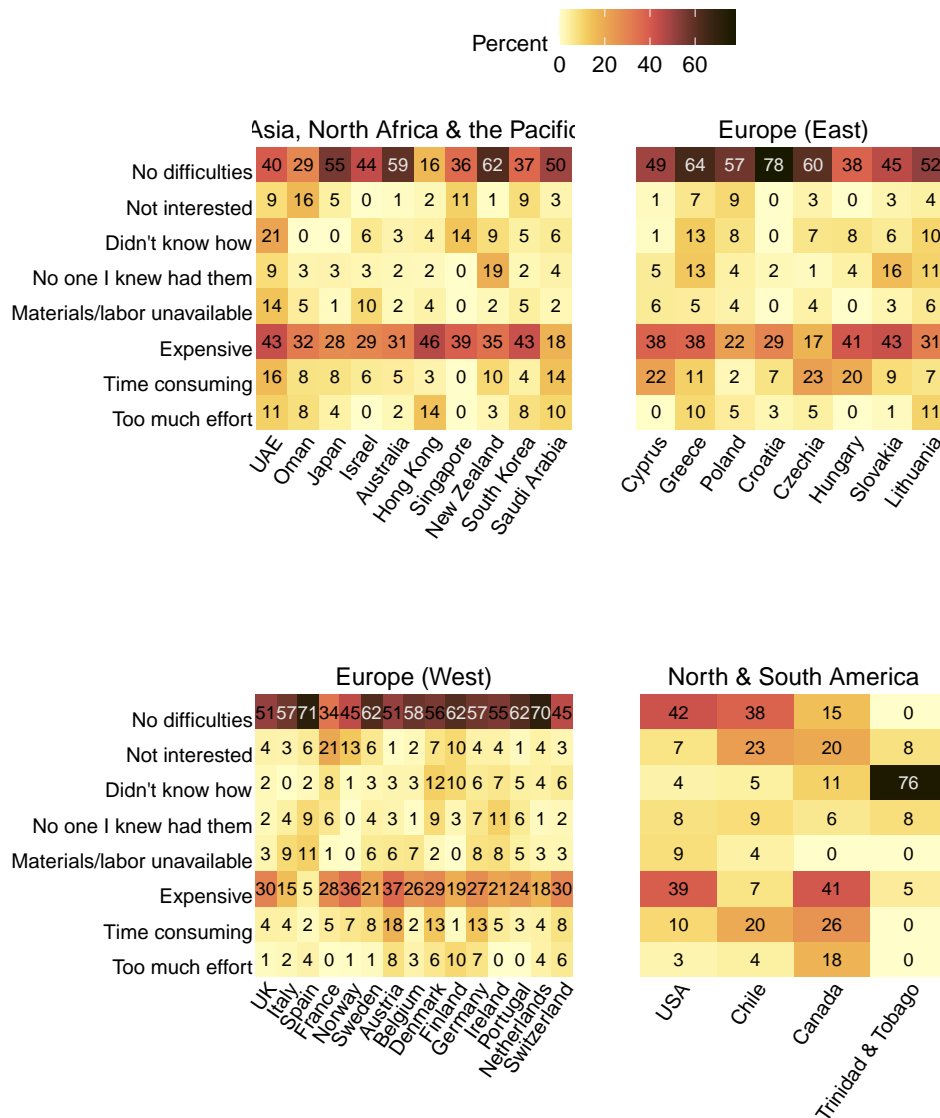 Percent
0 20 40 60
Asia, North Africa & the Pacific
No difficulties 40 29 55 44 59 16 36 62 37 50
Not interested 9 16 5 0 1 2 11 1 9 3
Didn't know how 21 0 0 6 3 4 14 9 5 6
No one I knew had them 9 3 3 3 2 2 0 19 2 4
Materials/labor unavailable 14 5 1 10 2 4 0 2 5 2
Expensive 43 32 28 29 31 46 39 35 43 18
Time consuming 16 8 8 6 5 3 0 10 4 14
Too much effort 11 8 4 0 2 14 0 3 8 10
UAE Oman Japan Israel Australia Hong Kong Singapore New Zealand South Korea Saudi Arabia
Europe (East)
49 64 57 78 60 38 45 52
1 7 9 0 3 0 3 4
1 13 8 0 7 8 6 10
5 13 4 2 1 4 16 11
6 5 4 0 4 0 3 6
38 38 22 29 17 41 43 31
22 11 2 7 23 20 9 7
0 10 5 3 5 0 1 11
Cyprus Greece Poland Croatia Czechia Hungary Slovakia Lithuania
Europe (West)
No difficulties 51 57 71 34 45 62 51 58 56 62 57 55 62 70 45
Not interested 4 3 6 21 13 6 1 2 7 10 4 4 1 4 3
Didn't know how 2 0 2 8 1 3 3 3 12 10 6 7 5 4 6
No one I knew had them 2 4 9 6 0 4 3 1 9 3 7 11 6 1 2
Materials/labor unavailable 3 9 11 1 0 6 6 7 2 0 8 8 5 3 3
Expensive 30 15 5 28 36 21 37 26 29 19 27 21 24 18 30
Time consuming 4 4 2 5 7 8 18 2 13 1 13 5 3 4 8
Too much effort 1 2 4 0 1 1 8 3 6 10 7 0 0 4 6
UK Italy Spain France Norway Sweden Austria Belgium Denmark Finland Germany Ireland Portugal Netherlands Switzerland
North & South America
42 38 15 0
7 23 20 8
4 5 11 76
8 9 6 8
9 4 0 0
39 7 41 5
10 20 26 0
3 4 18 0
USA Chile Canada Trinidad & Tobago